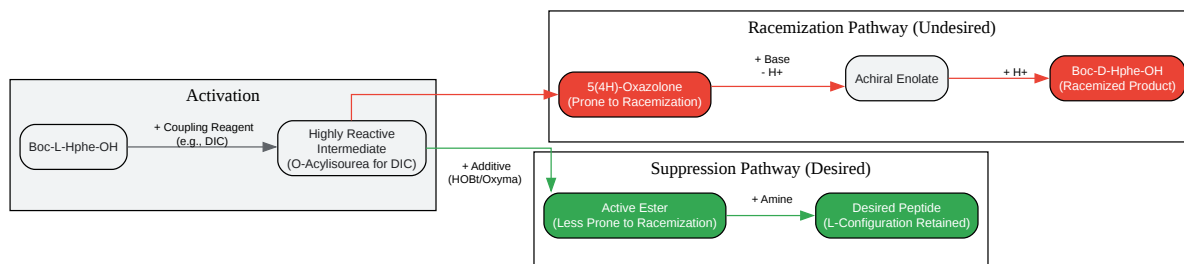 Racemization Pathway (Undesired)
+ Base
- H+
5(4H)-Oxazolone
(Prone to Racemization)
Achiral Enolate
+ H+
Boc-D-Hphe-OH
(Racemized Product)
Activation
Boc-L-Hphe-OH
+ Coupling Reagent
(e.g., DIC)
Highly Reactive
Intermediate
(O-Acylisourea for DIC)
+ Additive
(HOBt/Oxyma)
Suppression Pathway (Desired)
Active Ester
(Less Prone to Racemization)
+ Amine
Desired Peptide
(L-Configuration Retained)